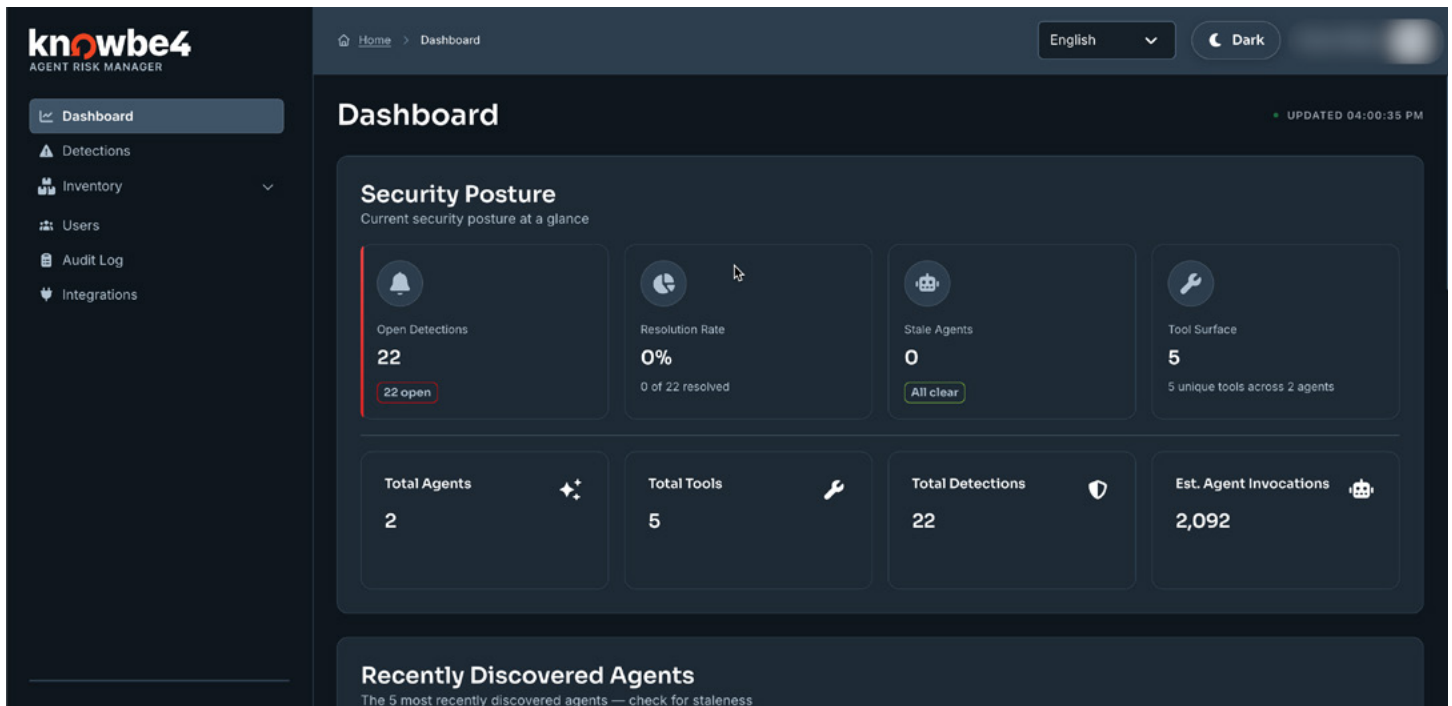 knowbe4
AGENT RISK MANAGER
Home > Dashboard
English
Dark
Dashboard
Detections
Inventory
Users
Audit Log
Integrations
Dashboard
UPDATED 04:00:35 PM
Security Posture
Current security posture at a glance
Open Detections
22
22 open
Resolution Rate
0%
0 of 22 resolved
Stale Agents
0
All clear
Tool Surface
5
5 unique tools across 2 agents
Total Agents
2
Total Tools
5
Total Detections
22
Est. Agent Invocations
2,092
Recently Discovered Agents
The 5 most recently discovered agents — check for staleness